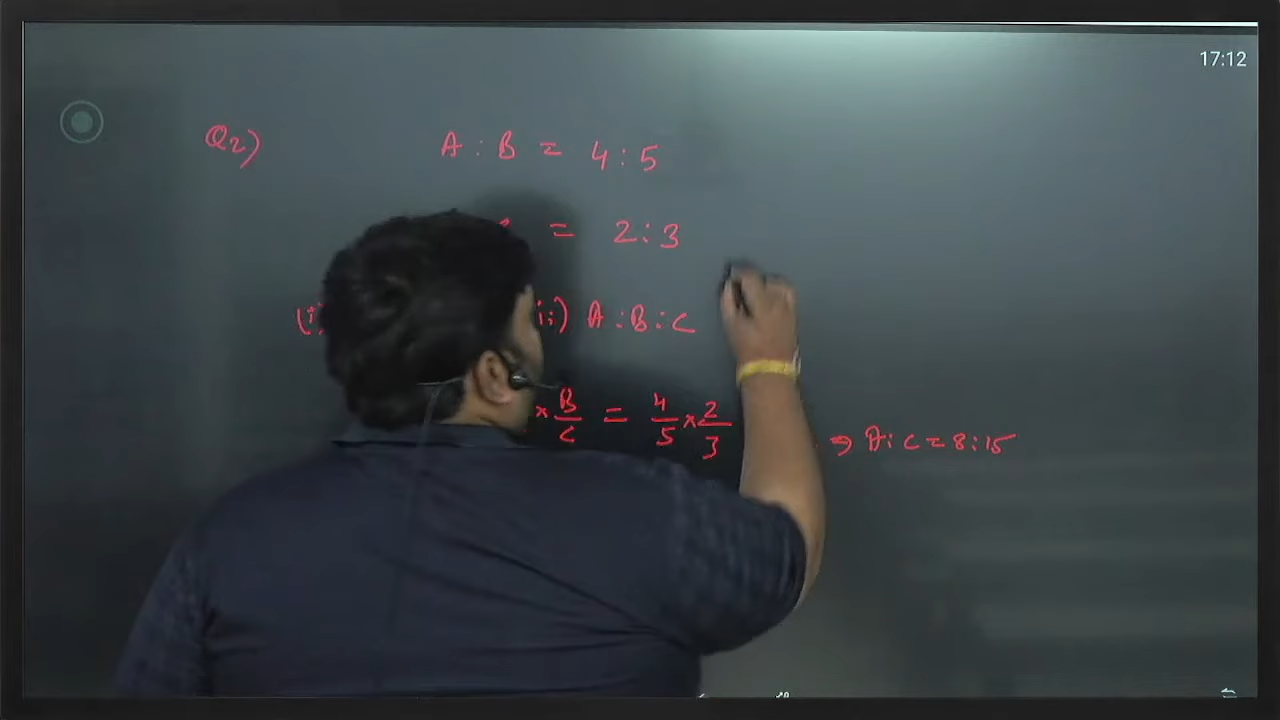 17:12
Q2) A : B = 4 : 5
= 2 : 3
(i) ii) A : B : C
× B/C = 4/5 × 2/3 ⇒ A : C = 8 : 15